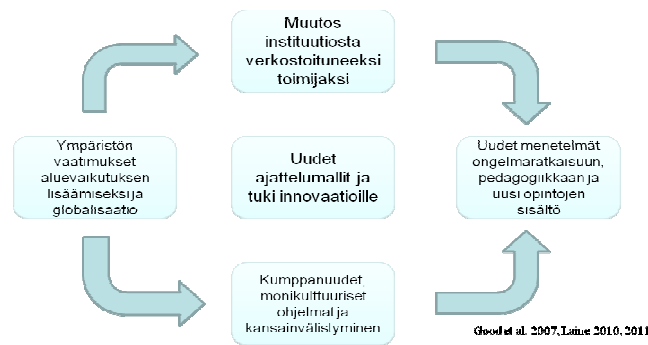 Muutos
instituutiosta
verkostoituneeksi
toimijaksi
Ympäristön
vaatimukset
aluevaikutuksen
lisäämiseksi ja
globalisaatio
Uudet
ajattelumallit ja
tuki innovaatioille
Uudet menetelmät
ongelmaratkaisuun,
pedagogiikkaan ja
uusi opintojen
sisältö
Kumppanuudet
monikulttuuriset
ohjelmat ja
kansainvälistyminen
Good et al. 2007, Laine 2010, 2011